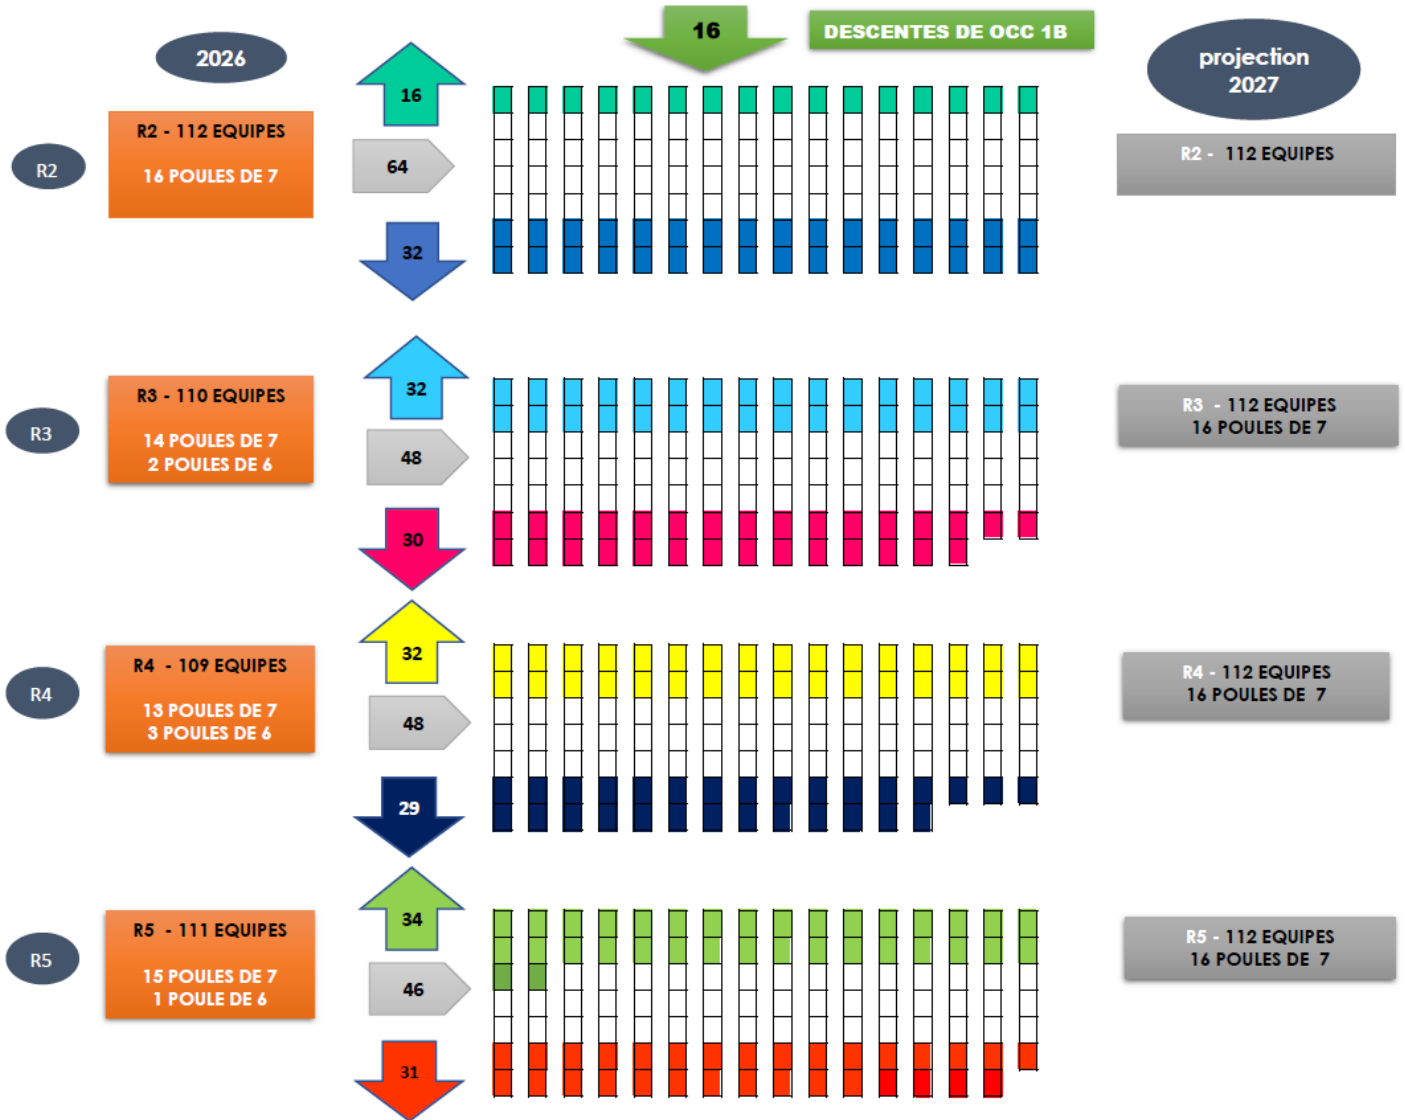 16
DESCENTES DE OCC 1B
2026
projection
2027
16
R2 - 112 EQUIPES
16 POULES DE 7
R2
64
R2 - 112 EQUIPES
32
32
R3 - 110 EQUIPES
14 POULES DE 7
2 POULES DE 6
R3
48
R3 - 112 EQUIPES
16 POULES DE 7
30
32
R4 - 109 EQUIPES
13 POULES DE 7
3 POULES DE 6
R4
48
R4 - 112 EQUIPES
16 POULES DE 7
29
34
R5 - 111 EQUIPES
15 POULES DE 7
1 POULE DE 6
R5
46
R5 - 112 EQUIPES
16 POULES DE 7
31